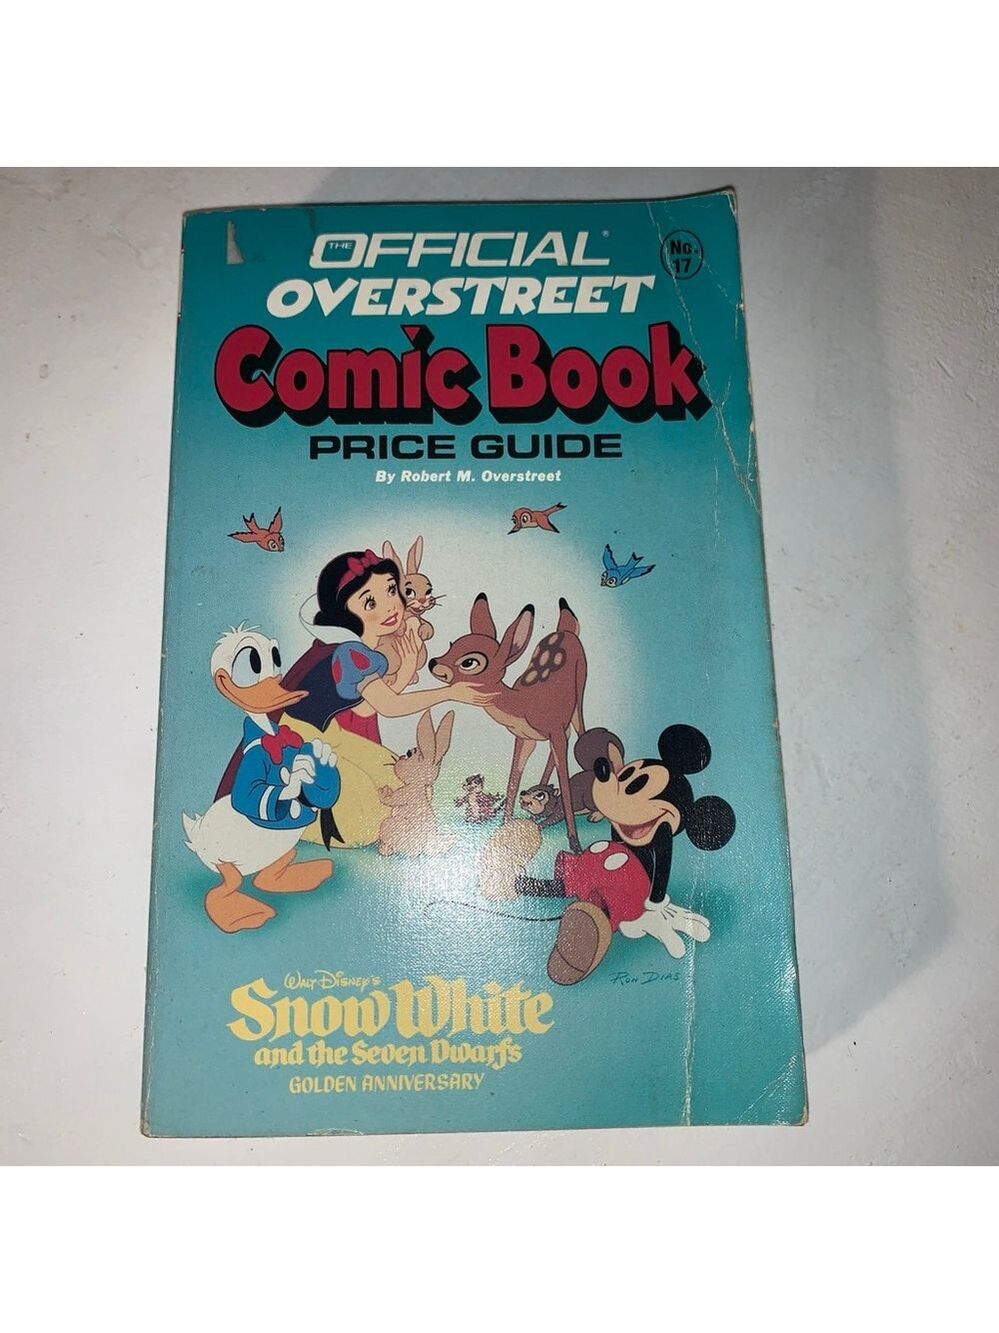 THE OFFICIAL®
OVERSTREET
No. 17
Comic Book
PRICE GUIDE
By Robert M. Overstreet
RON DIAS
WALT DISNEY'S
Snow White
and the Seven Dwarfs
GOLDEN ANNIVERSARY